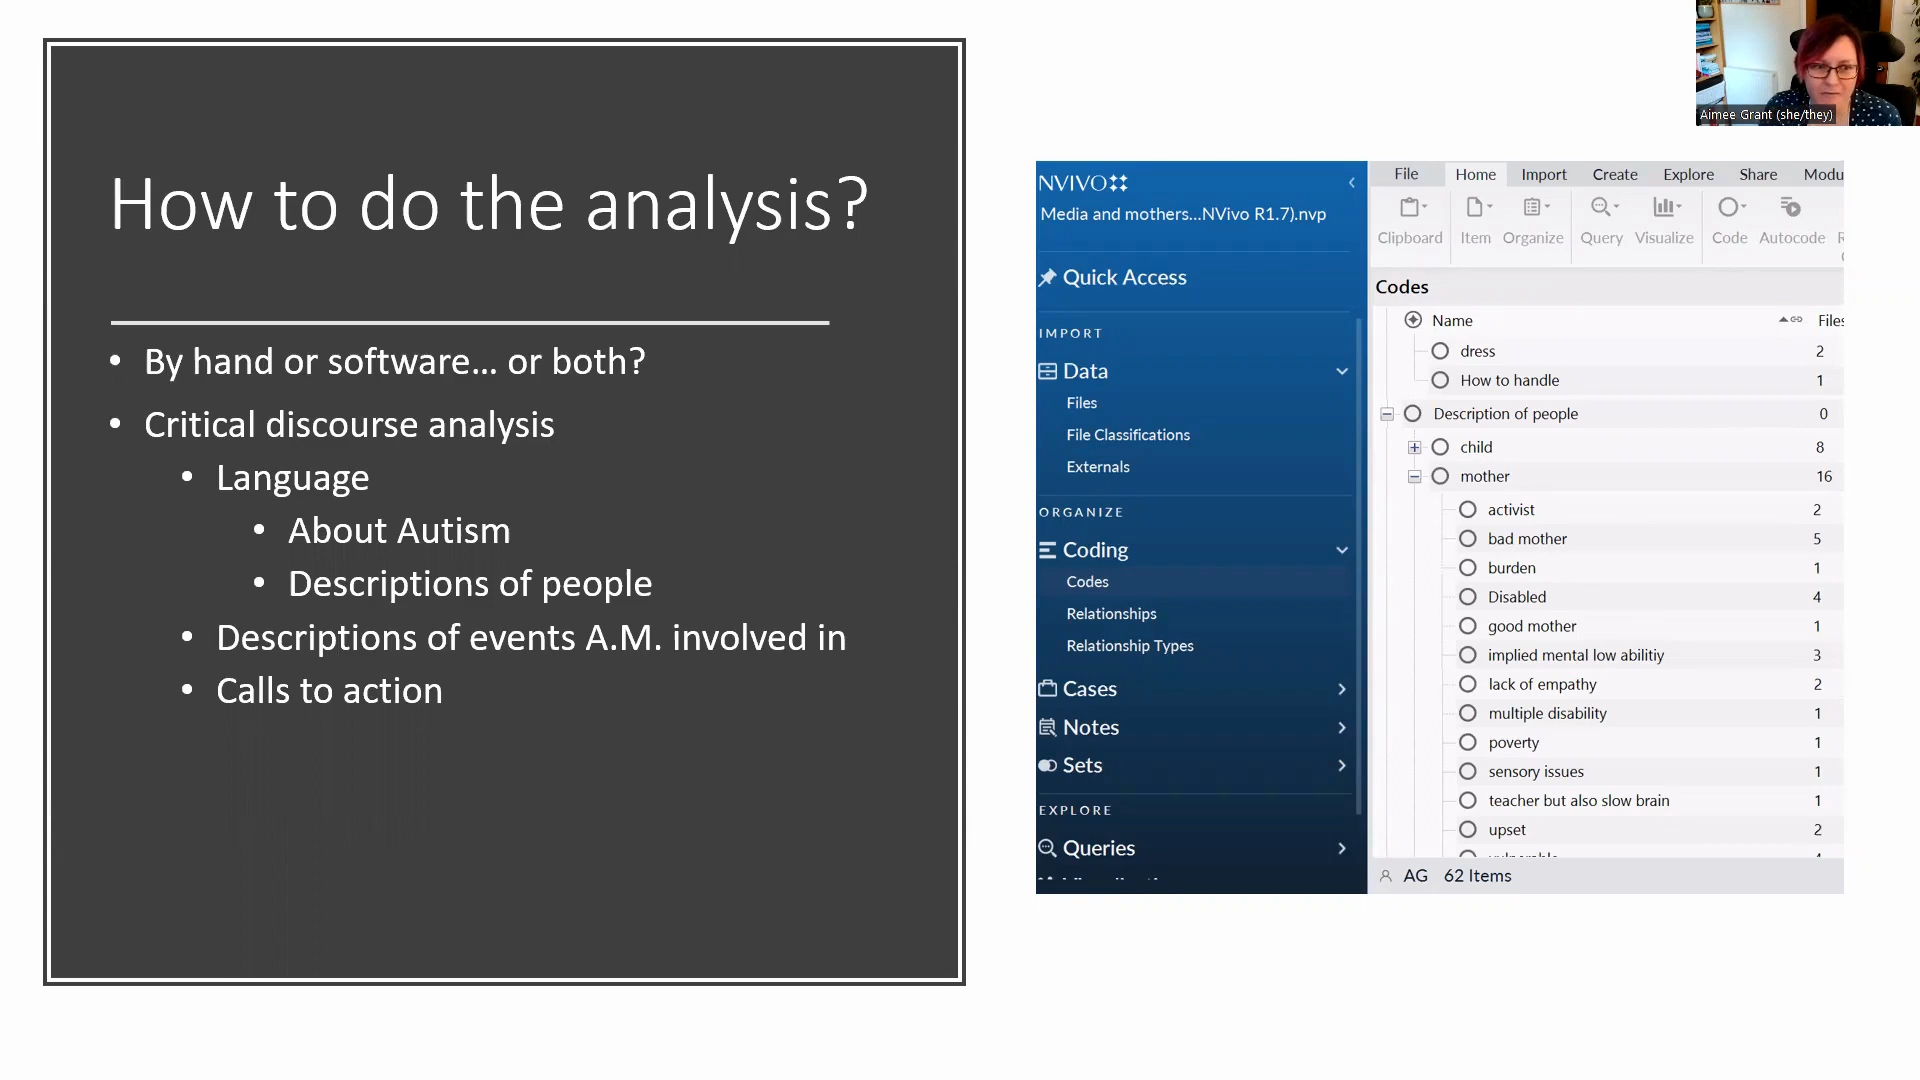 How to do the analysis?
• By hand or software... or both?
• Critical discourse analysis
• Language
• About Autism
• Descriptions of people
• Descriptions of events A.M. involved in
• Calls to action
Aimee Grant (she/they)
NVIVO
Media and mothers...NVivo R1.7).nvp
Quick Access
IMPORT
Data
Files
File Classifications
Externals
ORGANIZE
Coding
Codes
Relationships
Relationship Types
Cases
Notes
Sets
EXPLORE
Queries
File Home Import Create Explore Share Modu
Clipboard Item Organize Query Visualize Code Autocode
Codes
Name Files
dress 2
How to handle 1
Description of people 0
child 8
mother 16
activist 2
bad mother 5
burden 1
Disabled 4
good mother 1
implied mental low abilitiy 3
lack of empathy 2
multiple disability 1
poverty 1
sensory issues 1
teacher but also slow brain 1
upset 2
AG 62 Items